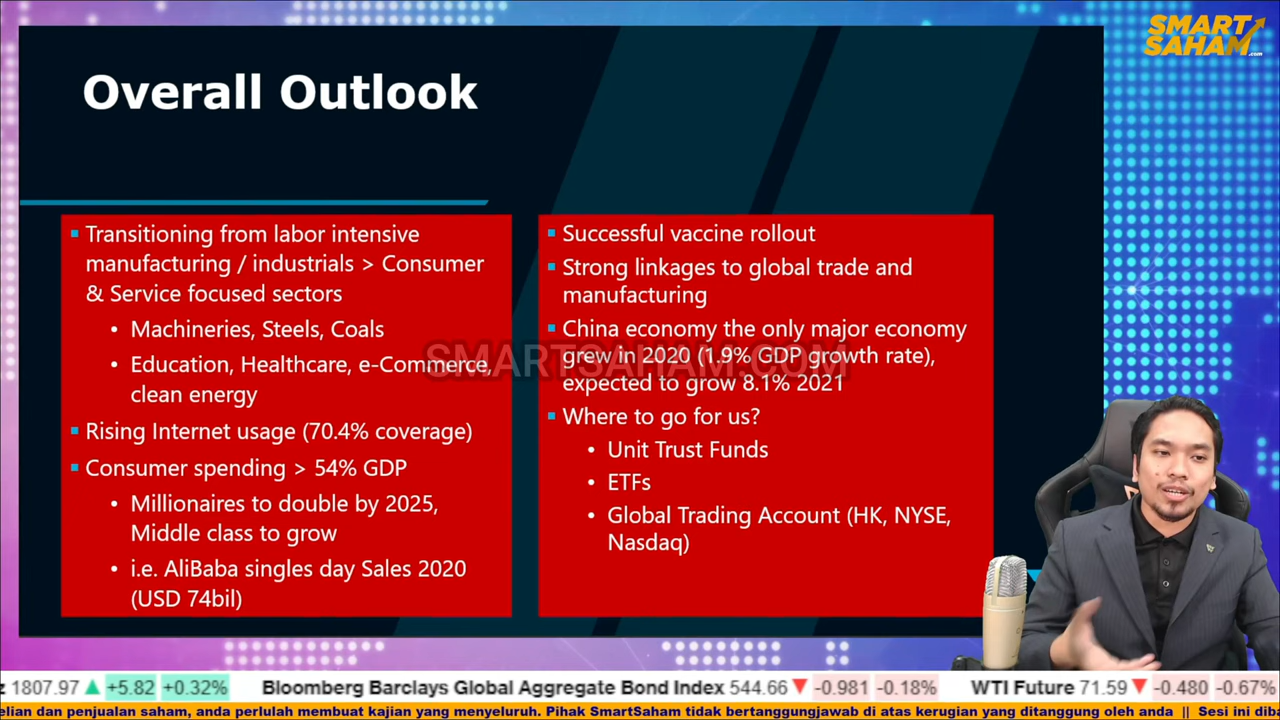 SMART
SAHAM.com
Overall Outlook
Transitioning from labor intensive
manufacturing / industrials > Consumer
& Service focused sectors
• Machineries, Steels, Coals
• Education, Healthcare, e-Commerce,
clean energy
Rising Internet usage (70.4% coverage)
Consumer spending > 54% GDP
• Millionaires to double by 2025,
Middle class to grow
• i.e. AliBaba singles day Sales 2020
(USD 74bil)
Successful vaccine rollout
Strong linkages to global trade and
manufacturing
China economy the only major economy
grew in 2020 (1.9% GDP growth rate),
expected to grow 8.1% 2021
Where to go for us?
• Unit Trust Funds
• ETFs
• Global Trading Account (HK, NYSE,
Nasdaq)
SMARTSAHAM.COM
z 1807.97 ▲ +5.82 +0.32% Bloomberg Barclays Global Aggregate Bond Index 544.66 ▼ -0.981 -0.18% WTI Future 71.59 ▼ -0.480 -0.67%
elian dan penjualan saham, anda perlulah membuat kajian yang menyeluruh. Pihak SmartSaham tidak bertanggungjawab di atas kerugian yang ditanggung oleh anda || Sesi ini diba